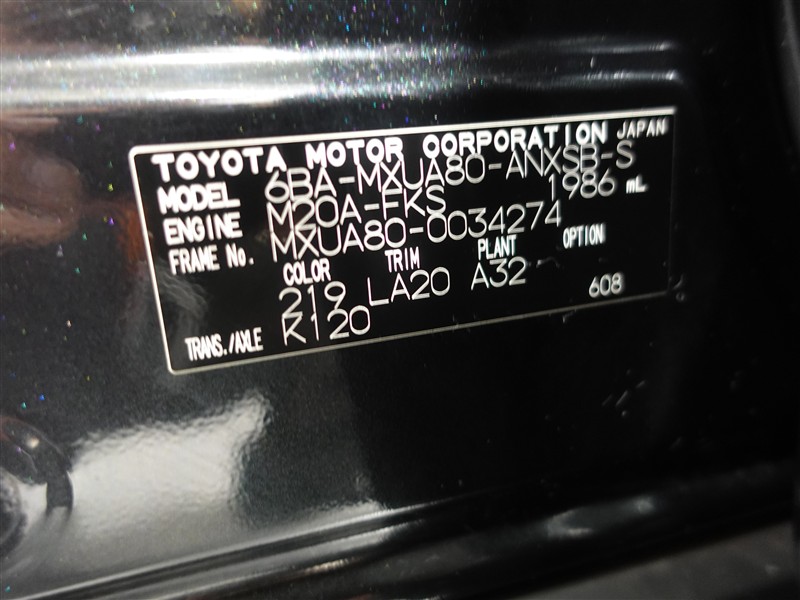 TOYOTA MOTOR CORPORATION JAPAN
MODEL 6BA-MXUA80-ANXSB-S
ENGINE M20A-FKS 1986 mL
FRAME No. MXUA80-0034274
COLOR TRIM PLANT OPTION
219 LA20 A32
TRANS./AXLE K120 608